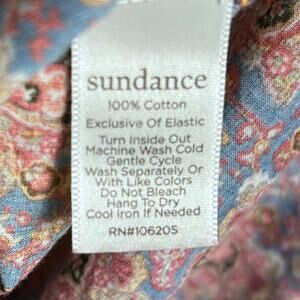 sundance
100% Cotton
Exclusive Of Elastic
Turn Inside Out
Machine Wash Cold
Gentle Cycle
Wash Separately Or
With Like Colors
Do Not Bleach
Hang To Dry
Cool Iron If Needed
RN#106205